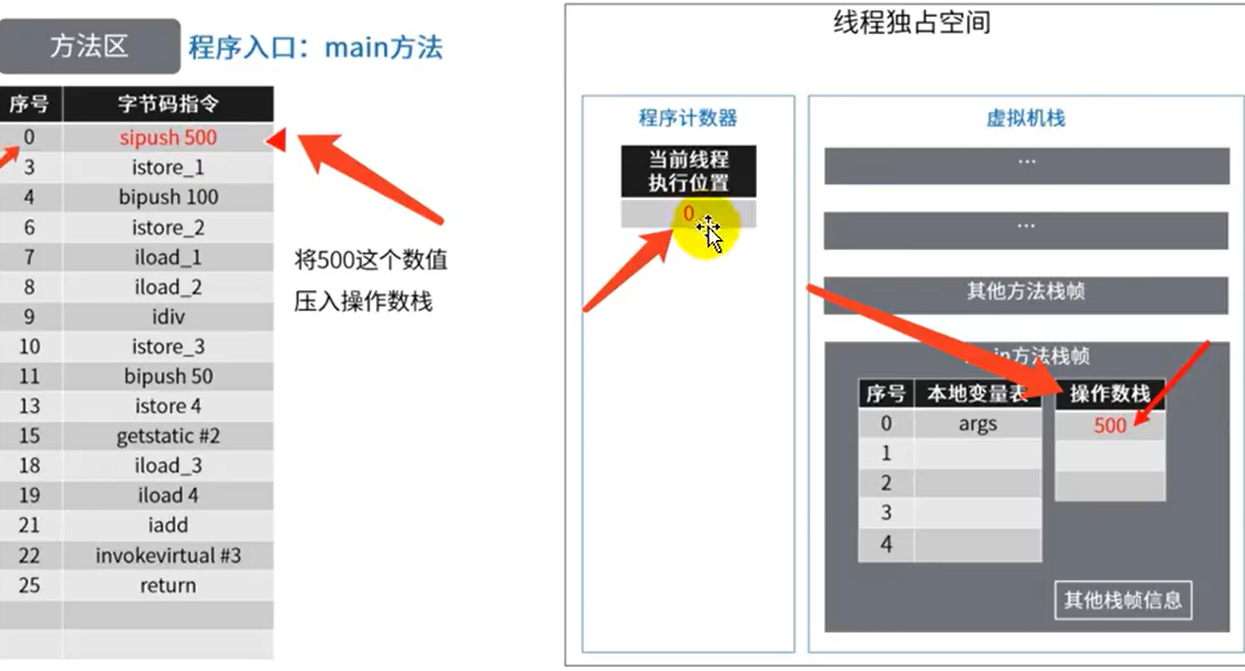 方法区
程序入口：main方法
序号 字节码指令
0 sipush 500
3 istore_1
4 bipush 100
6 istore_2
7 iload_1
8 iload_2
9 idiv
10 istore_3
11 bipush 50
13 istore 4
15 getstatic #2
18 iload_3
19 iload 4
21 iadd
22 invokevirtual #3
25 return
将500这个数值
压入操作数栈
线程独占空间
程序计数器
当前线程
执行位置
0
虚拟机栈
...
...
其他方法栈帧
方法栈帧
序号 本地变量表
0 args
1
2
3
4
操作数栈
500
其他栈帧信息